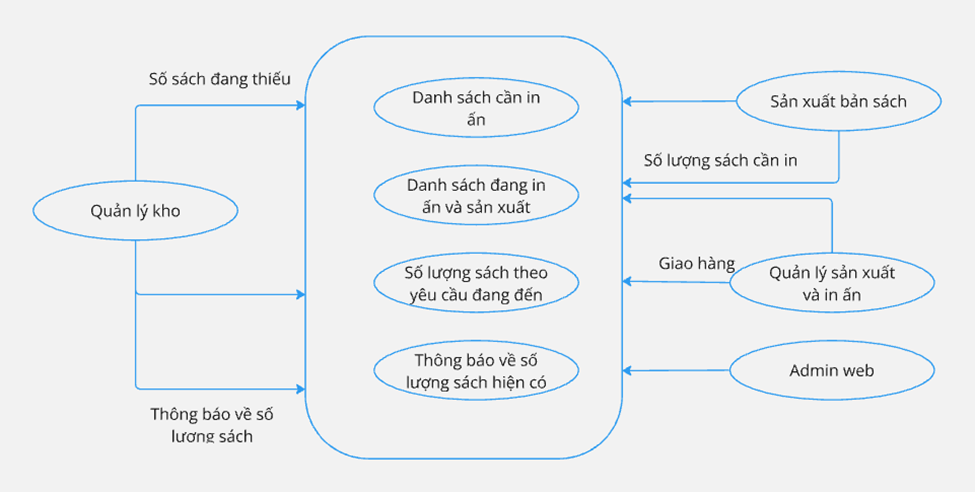 Số sách đang thiếu
Quản lý kho
Thông báo về số
lượng sách
Danh sách cần in
ấn
Danh sách đang in
ấn và sản xuất
Số lượng sách theo
yêu cầu đang đến
Thông báo về số
lượng sách hiện có
Sản xuất bản sách
Số lượng sách cần in
Giao hàng
Quản lý sản xuất
và in ấn
Admin web